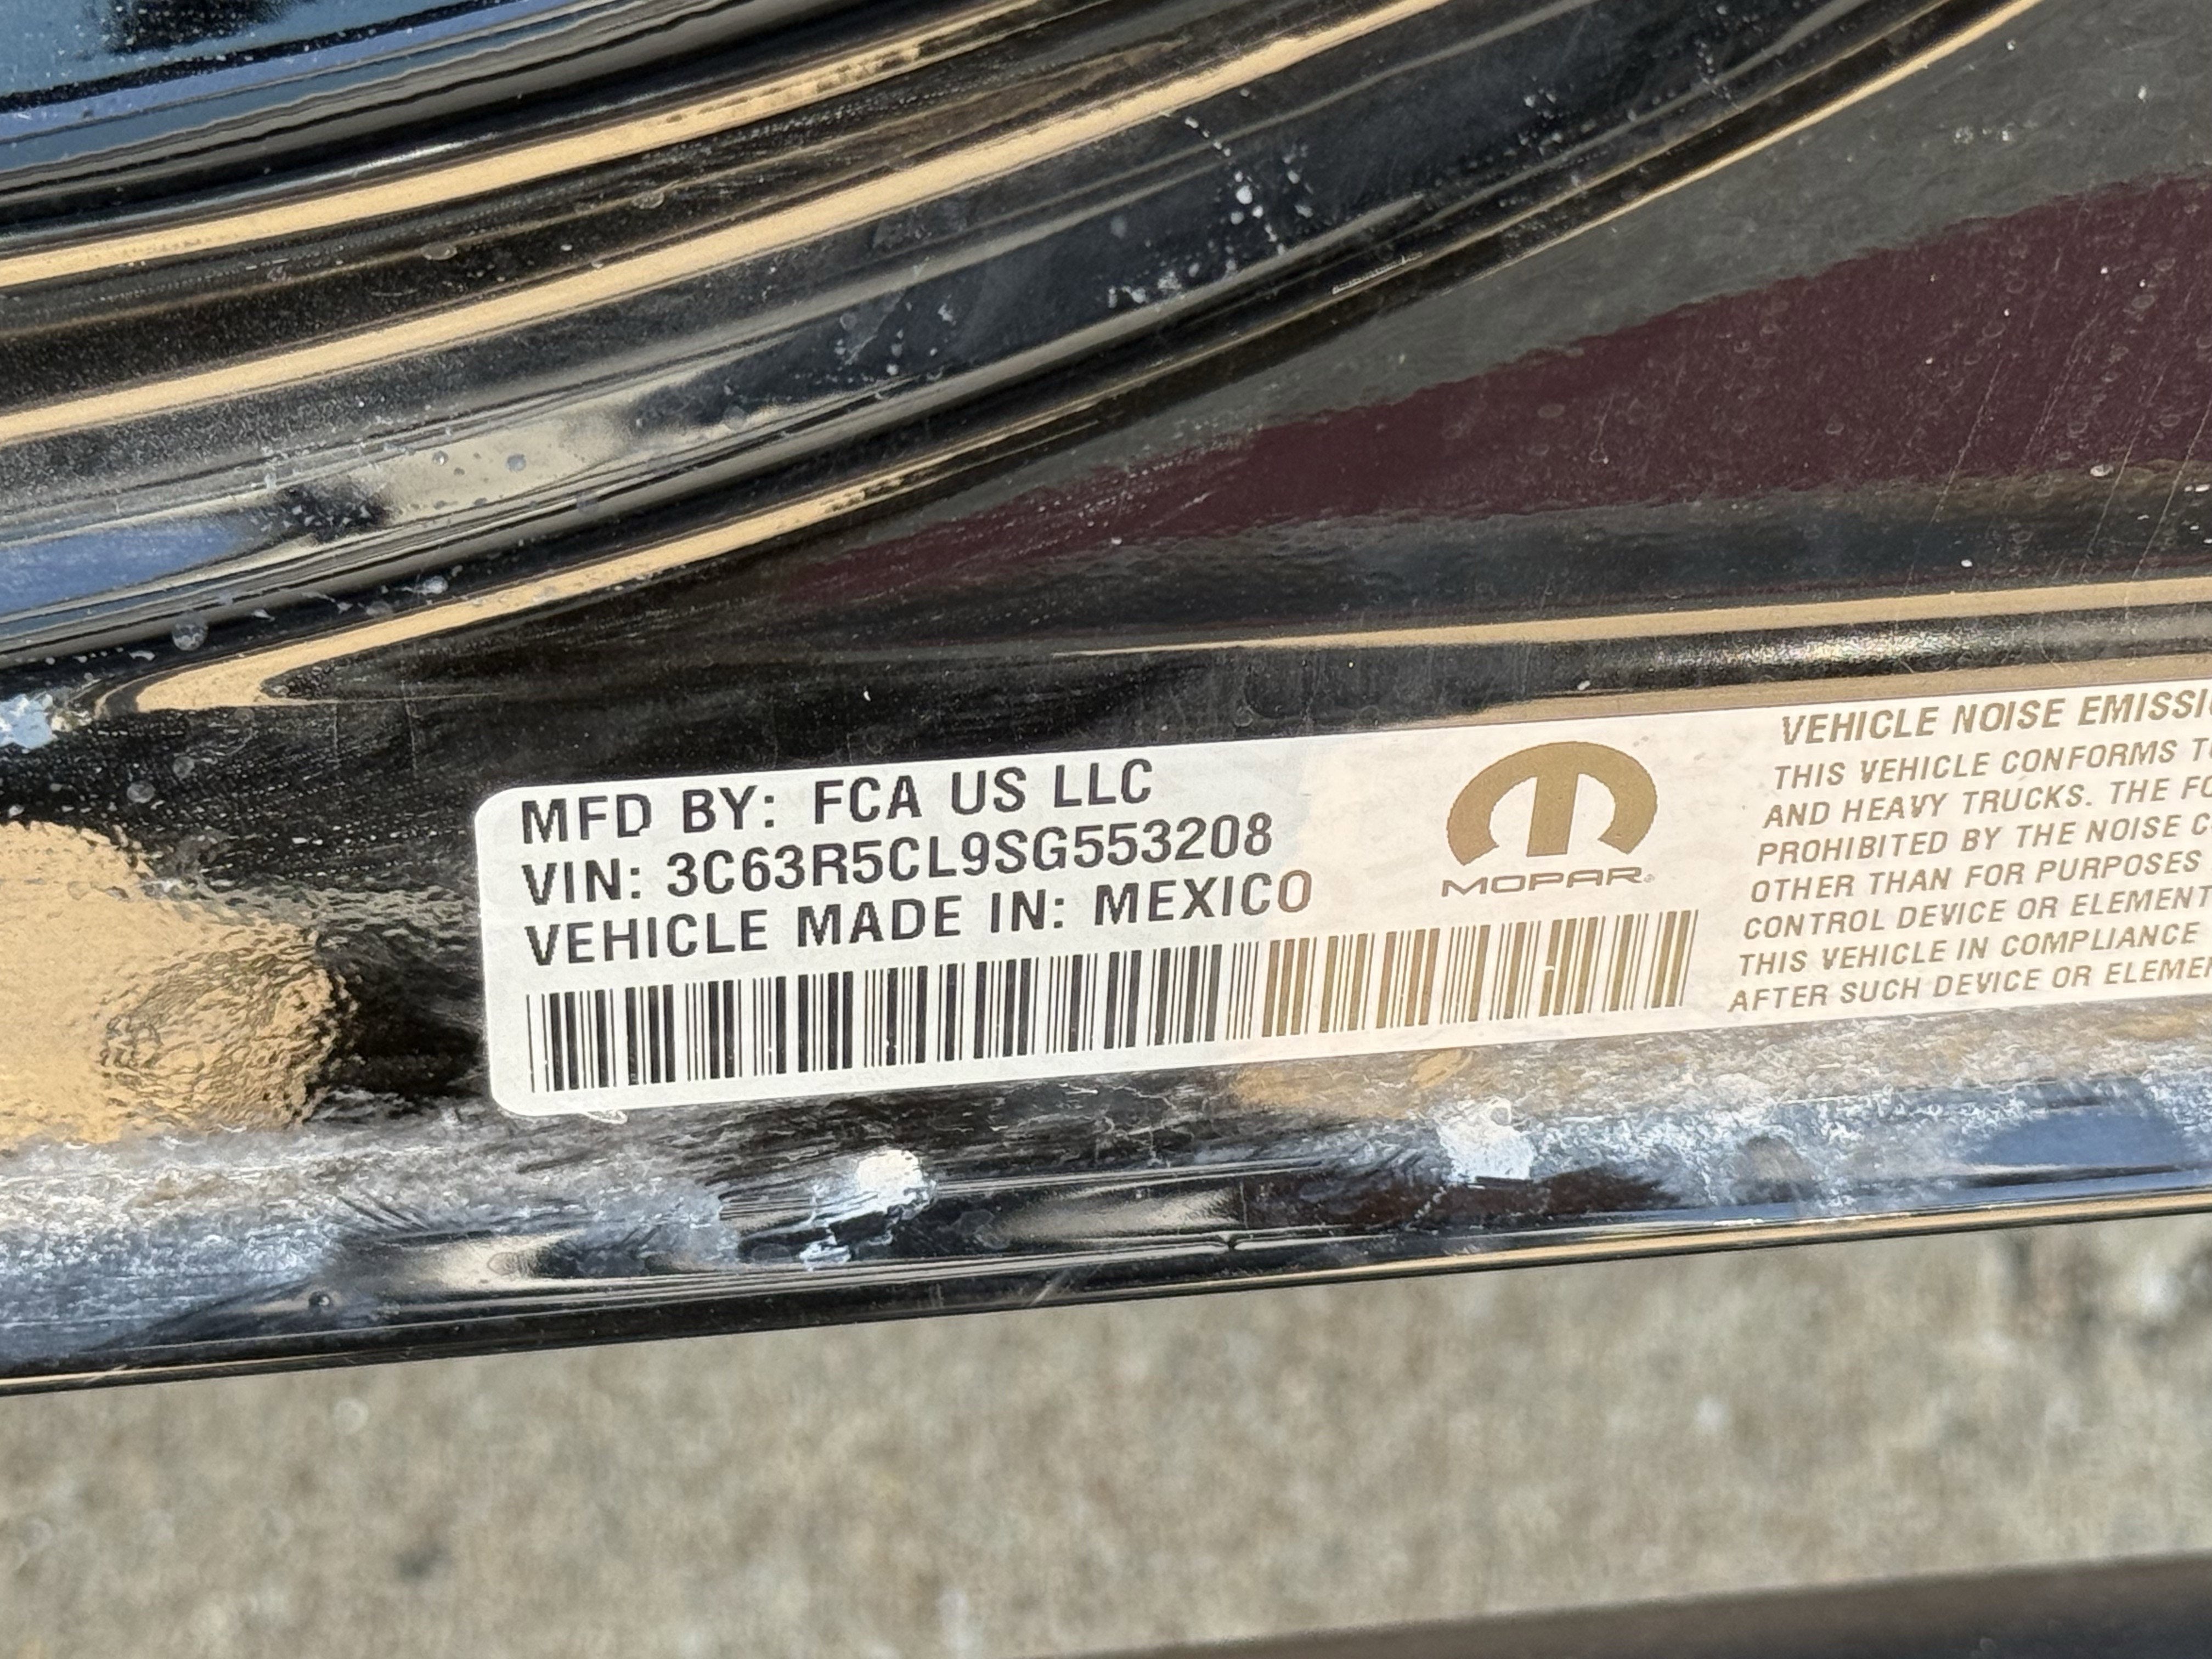 MFD BY: FCA US LLC
VIN: 3C63R5CL9SG553208
VEHICLE MADE IN: MEXICO
MOPAR®
VEHICLE NOISE
THIS VEHICLE CONFORMS
AND HEAVY TRUCKS. THE
PROHIBITED BY THE NOISE
OTHER THAN FOR PURPOSES
CONTROL DEVICE OR ELEMENT
THIS VEHICLE IN COMPLIANCE
AFTER SUCH DEVICE OR